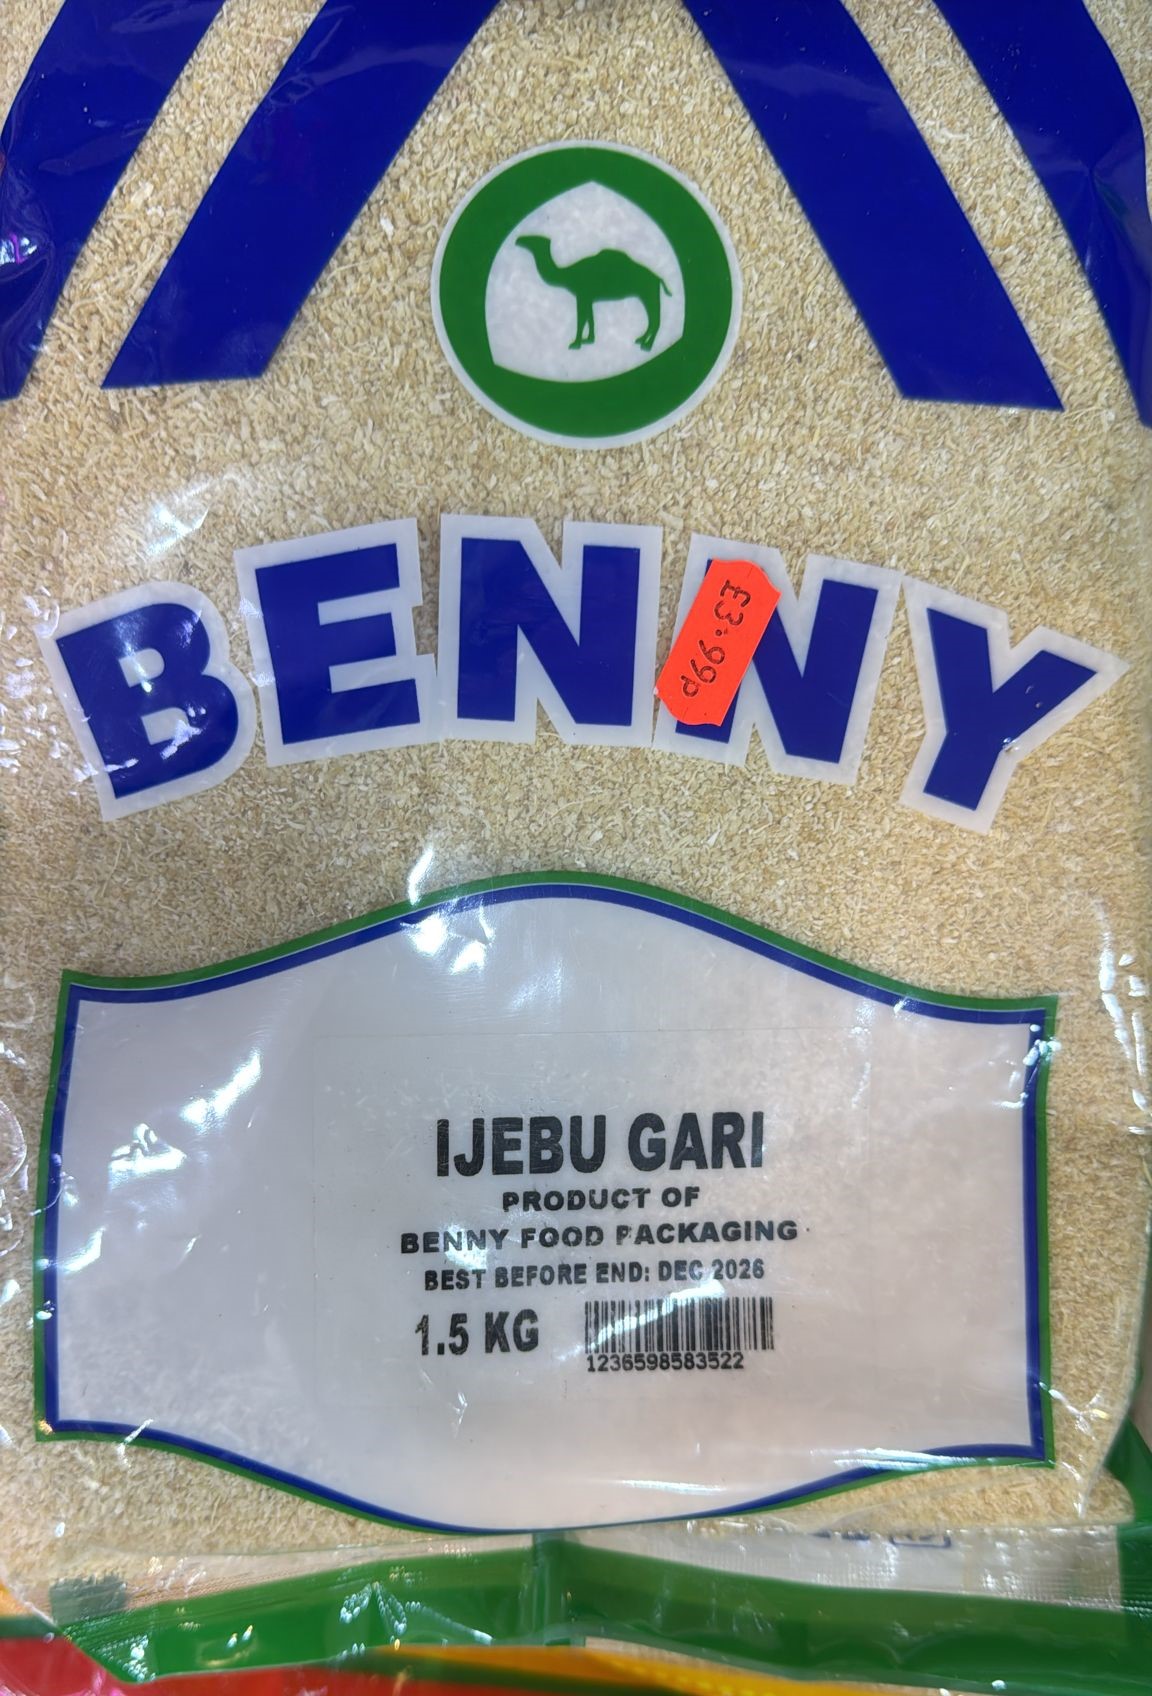 BENNY
£3.99p
IJEBU GARI
PRODUCT OF
BENNY FOOD PACKAGING
BEST BEFORE END: DEC 2026
1.5 KG
1236598583522